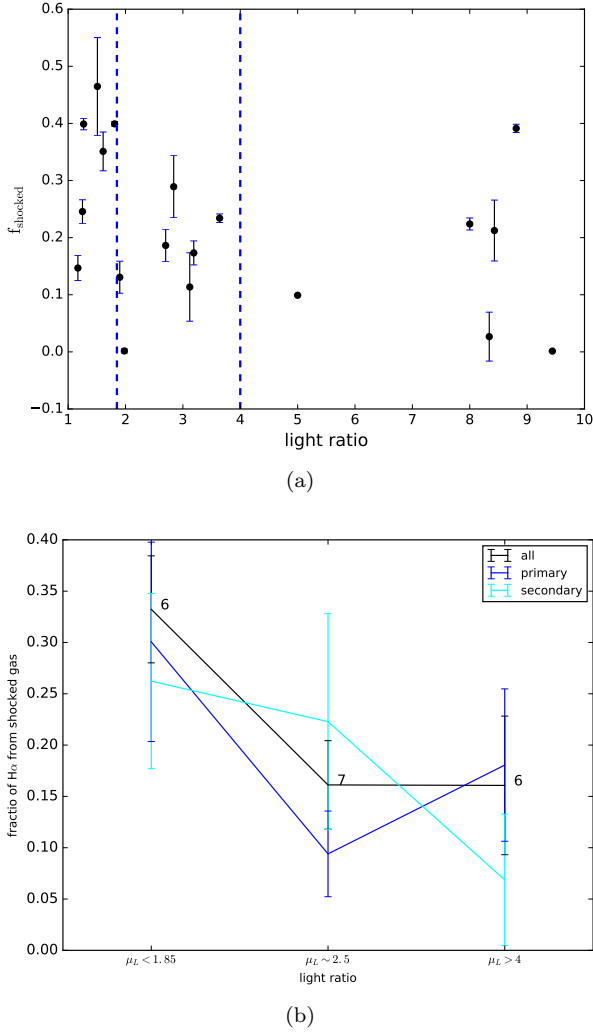 0.6
0.5
0.4
0.3
0.2
0.1
0.0
−0.1
f_shocked
1 2 3 4 5 6 7 8 9 10
light ratio
(a)
0.40
0.35
0.30
0.25
0.20
0.15
0.10
0.05
0.00
fractio of Hα from shocked gas
all
primary
secondary
6
7
6
μ_L < 1.85 μ_L ∼ 2.5 μ_L > 4
light ratio
(b)